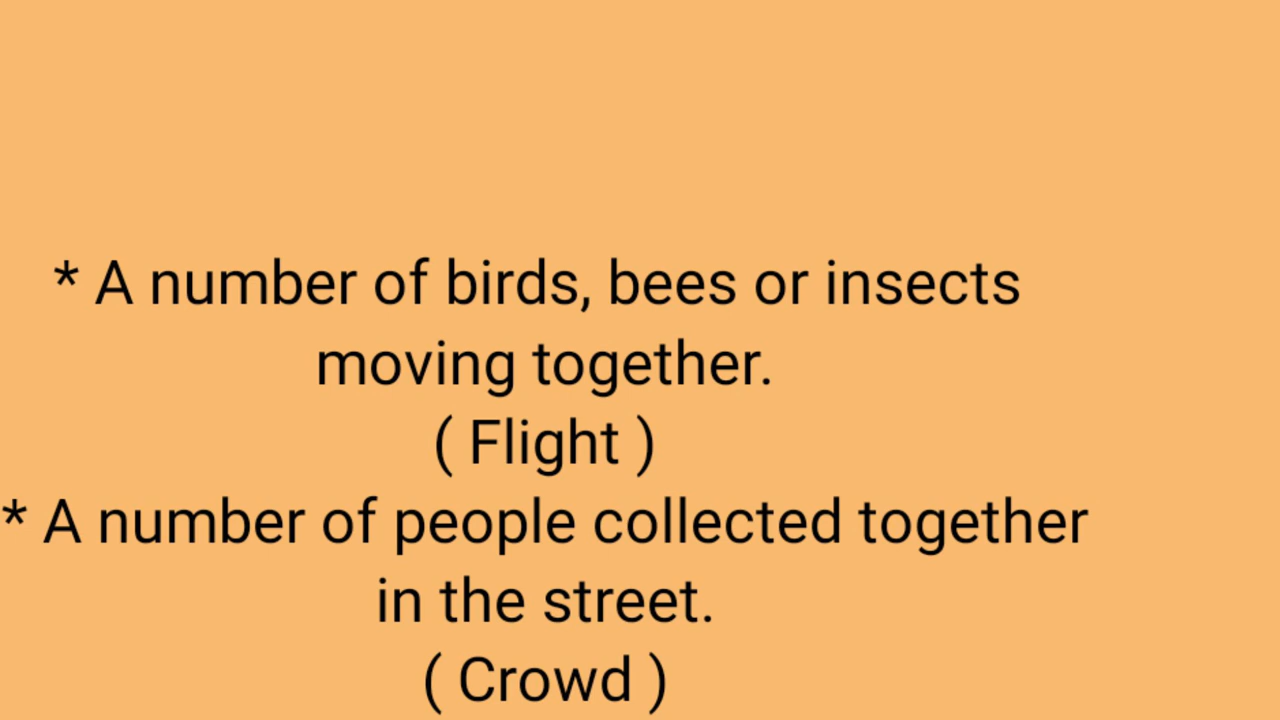 * A number of birds, bees or insects
moving together.
( Flight )
* A number of people collected together
in the street.
( Crowd )